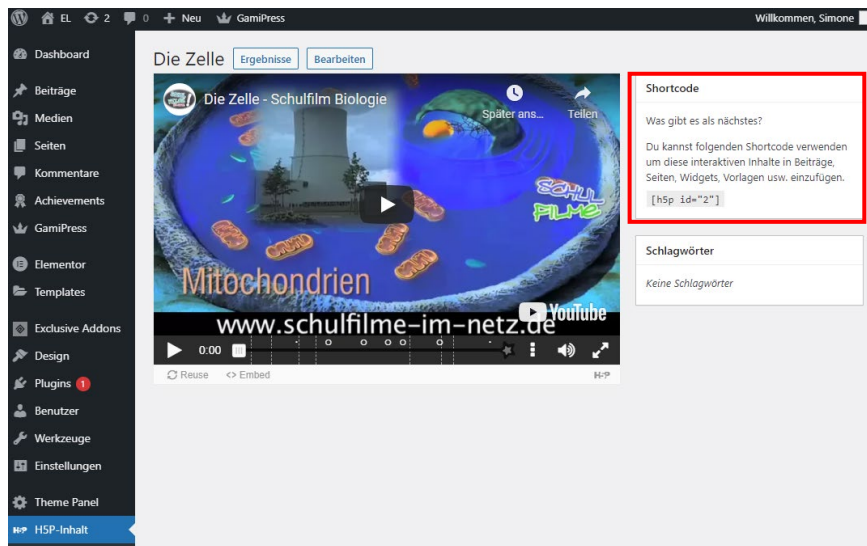 EL 2 0 + Neu GamiPress Willkommen, Simone
Dashboard
Beiträge
Medien
Seiten
Kommentare
Achievements
GamiPress
Elementor
Templates
Exclusive Addons
Design
Plugins 1
Benutzer
Werkzeuge
Einstellungen
Theme Panel
H5P H5P-Inhalt
Die Zelle Ergebnisse Bearbeiten
Die Zelle - Schulfilm Biologie
Später ans... Teilen
SCHUL
FILME
Mitochondrien
YouTube
www.schulfilme-im-netz.de
0:00
Reuse <> Embed H5P
Shortcode
Was gibt es als nächstes?
Du kannst folgenden Shortcode verwenden
um diese interaktiven Inhalte in Beiträge,
Seiten, Widgets, Vorlagen usw. einzufügen.
[h5p id="2"]
Schlagwörter
Keine Schlagwörter